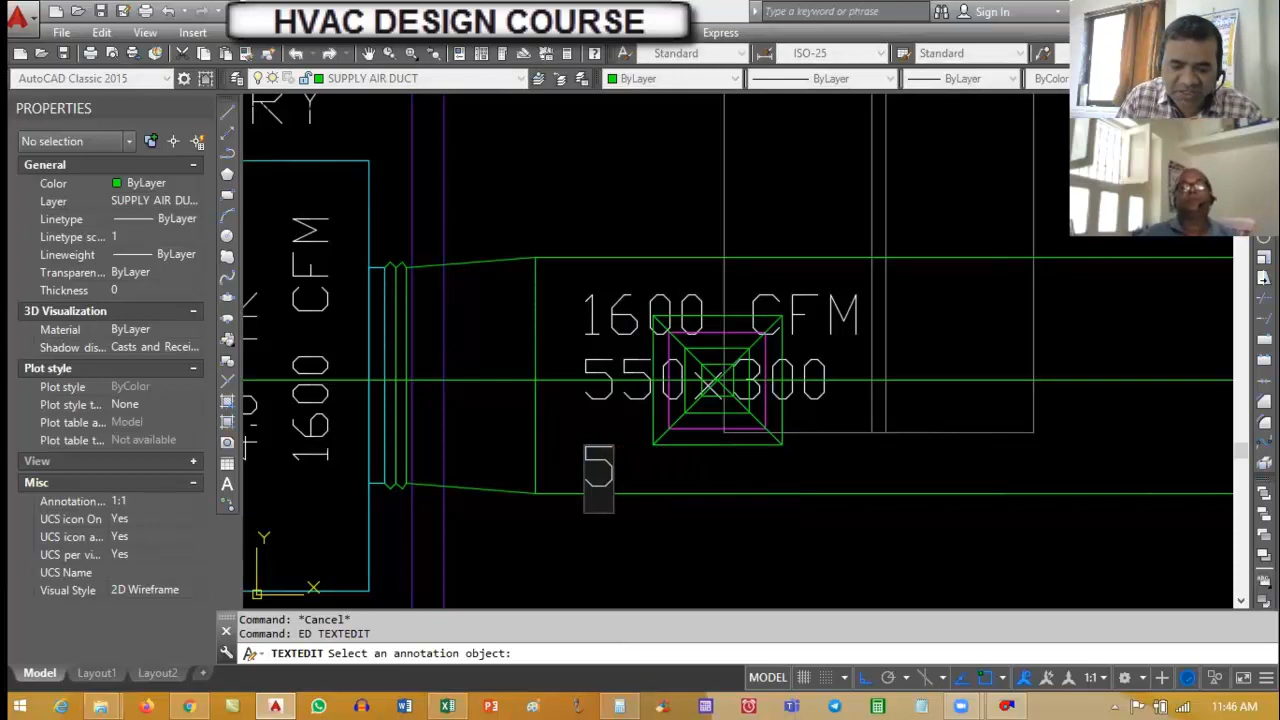 HVAC DESIGN COURSE
Type a keyword or phrase
Sign In
File
Edit
View
Insert
Express
Standard
ISO-25
Standard
AutoCAD Classic 2015
SUPPLY AIR DUCT
ByLayer
ByLayer
ByLayer
ByColor
PROPERTIES
No selection
General
Color ByLayer
Layer SUPPLY AIR DU...
Linetype ByLayer
Linetype sc... 1
Lineweight ByLayer
Transparen... ByLayer
Thickness 0
3D Visualization
Material ByLayer
Shadow dis... Casts and Recei...
Plot style
Plot style ByColor
Plot style t... None
Plot table a... Model
Plot table t... Not available
View
Misc
Annotation... 1:1
UCS icon On Yes
UCS icon a... Yes
UCS per vi... Yes
UCS Name
Visual Style 2D Wireframe
RY
1600 CFM
1600 CFM
550X300
5
Y
X
Command: *Cancel*
Command: ED TEXTEDIT
TEXTEDIT Select an annotation object:
Model
Layout1
Layout2
MODEL
1:1
11:46 AM